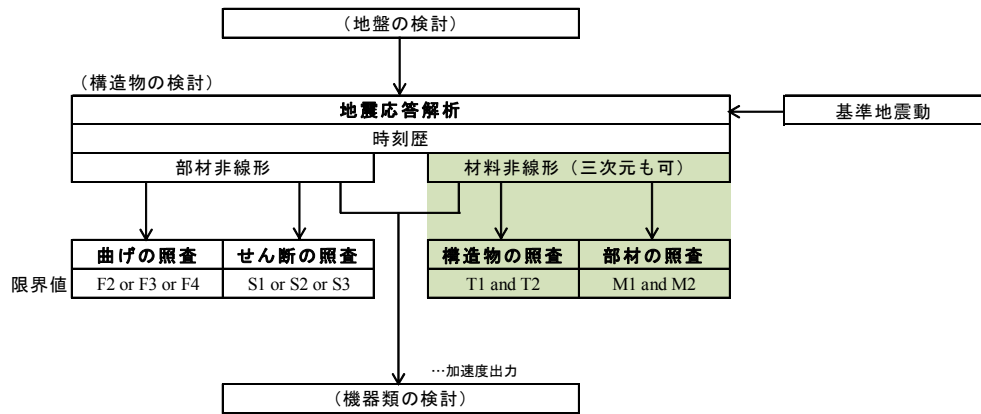 (地盤の検討)
(構造物の検討)
地震応答解析
基準地震動
時刻歴
部材非線形
材料非線形(三次元も可)
曲げの照査
せん断の照査
構造物の照査
部材の照査
限界値
F2 or F3 or F4
S1 or S2 or S3
T1 and T2
M1 and M2
…加速度出力
(機器類の検討)